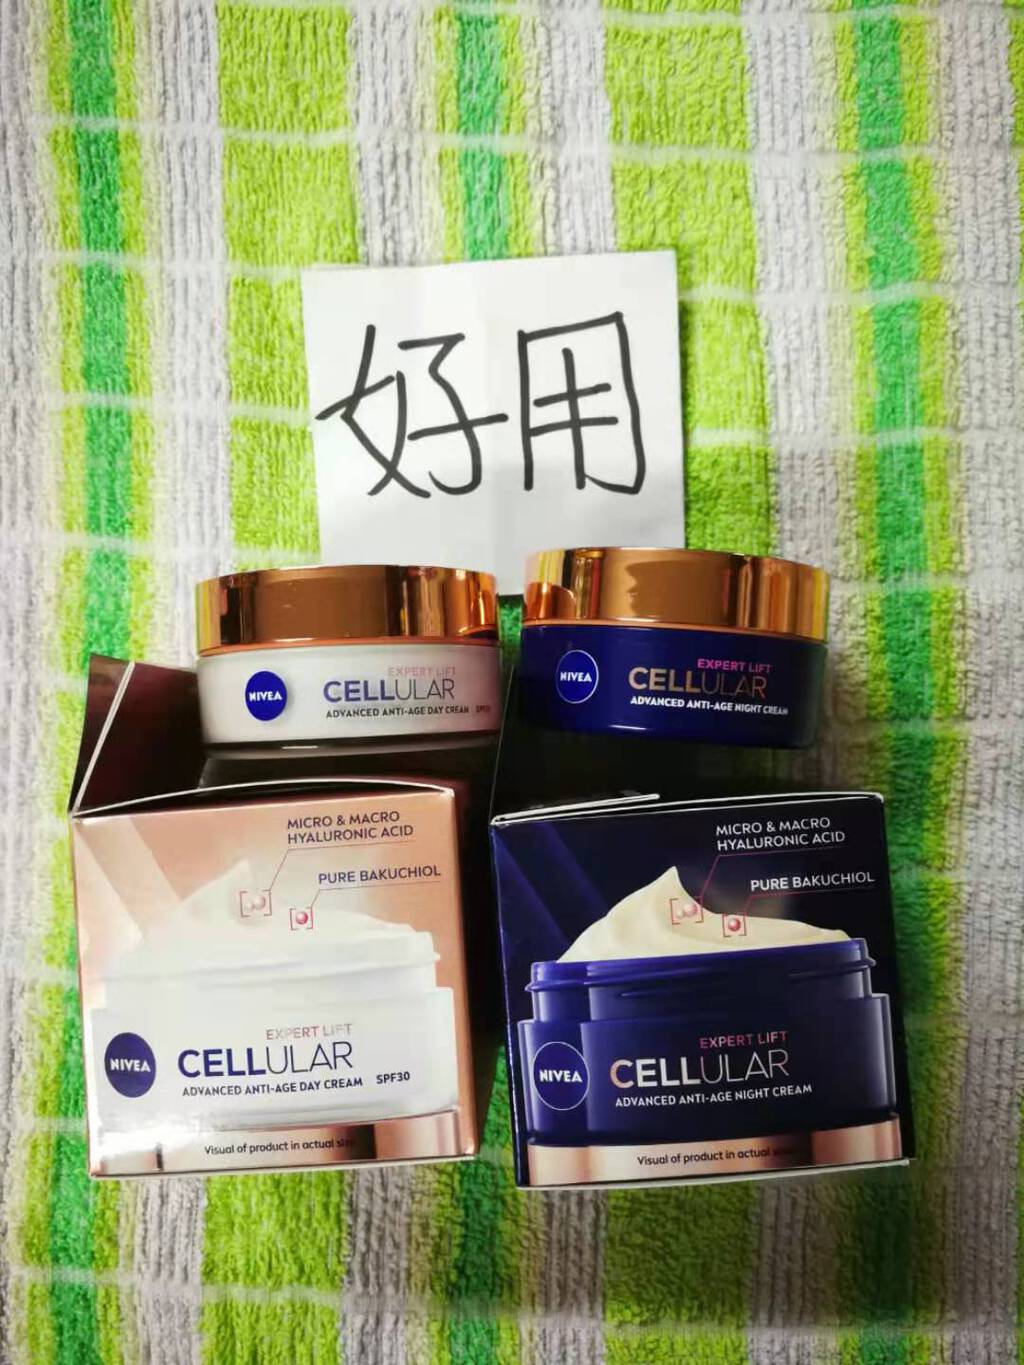 好用
EXPERT LIFT
NIVEA
CELLULAR
ADVANCED ANTI-AGE DAY CREAM SPF30
EXPERT LIFT
NIVEA
CELLULAR
ADVANCED ANTI-AGE NIGHT CREAM
MICRO & MACRO
HYALURONIC ACID
PURE BAKUCHIOL
EXPERT LIFT
NIVEA
CELLULAR
ADVANCED ANTI-AGE DAY CREAM SPF30
Visual of product in actual size
MICRO & MACRO
HYALURONIC ACID
PURE BAKUCHIOL
EXPERT LIFT
NIVEA
CELLULAR
ADVANCED ANTI-AGE NIGHT CREAM
Visual of product in actual size